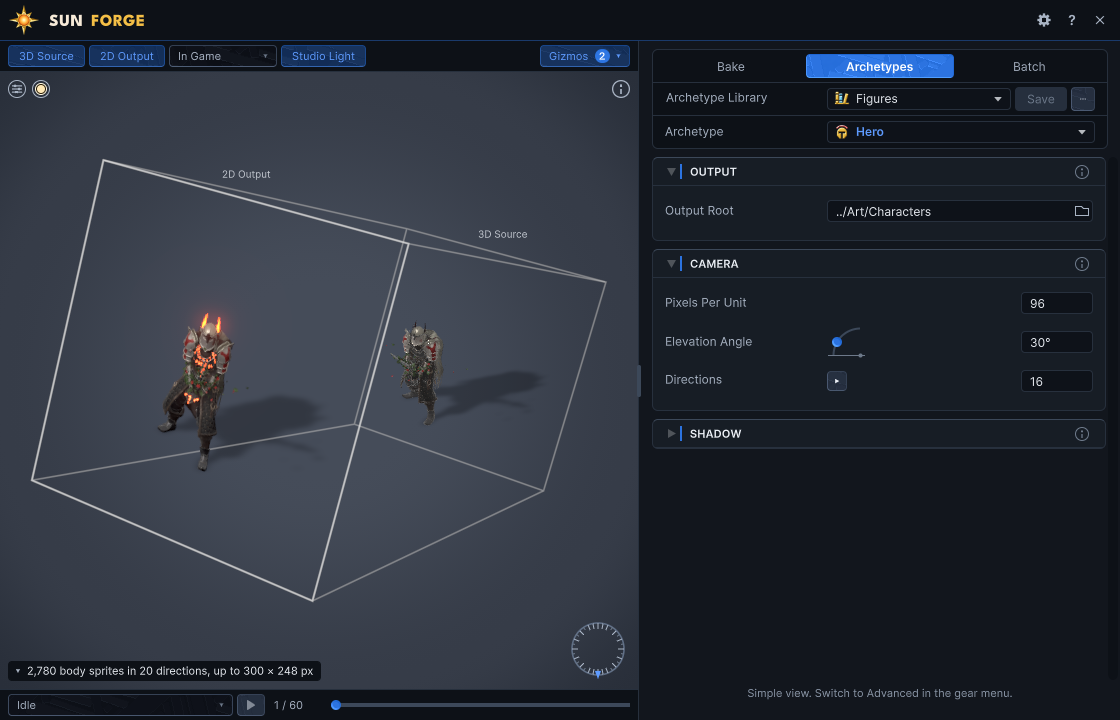 SUN FORGE
?
3D Source
2D Output
In Game
Studio Light
Gizmos 2
2D Output
3D Source
2,780 body sprites in 20 directions, up to 300 × 248 px
Idle
1 / 60
Bake
Archetypes
Batch
Archetype Library
Figures
Save
...
Archetype
Hero
OUTPUT
Output Root
../Art/Characters
CAMERA
Pixels Per Unit
96
Elevation Angle
30°
Directions
16
SHADOW
Simple view. Switch to Advanced in the gear menu.